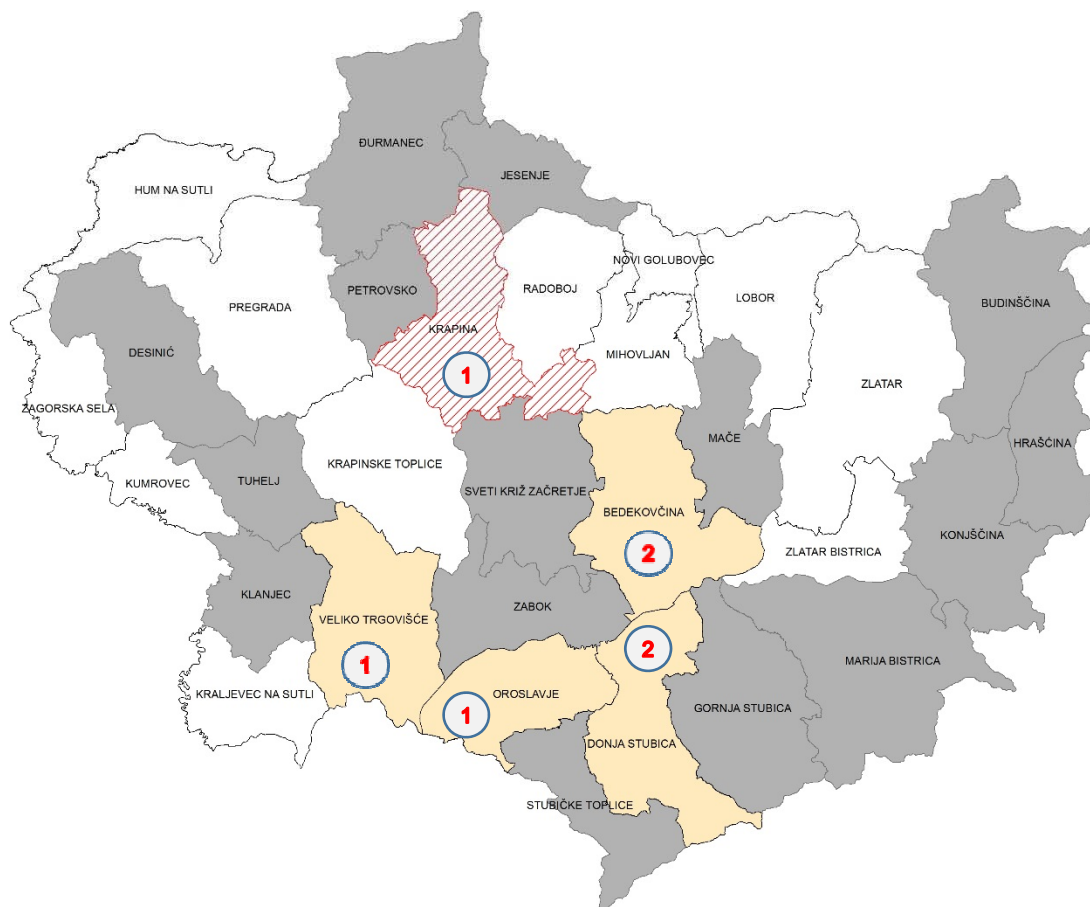 ĐURMANEC
JESENJE
HUM NA SUTLI
NOVI GOLUBOVEC
PETROVSKO
RADOBOJ
LOBOR
BUDINŠČINA
PREGRADA
KRAPINA
MIHOVLJAN
DESINIĆ
1
ZLATAR
ZAGORSKA SELA
MAČE
HRAŠĆINA
KRAPINSKE TOPLICE
KUMROVEC
TUHELJ
SVETI KRIŽ ZAČRETJE
BEDEKOVČINA
KONJŠČINA
2
ZLATAR BISTRICA
KLANJEC
ZABOK
VELIKO TRGOVIŠĆE
2
1
MARIJA BISTRICA
KRALJEVEC NA SUTLI
OROSLAVJE
GORNJA STUBICA
1
DONJA STUBICA
STUBIČKE TOPLICE